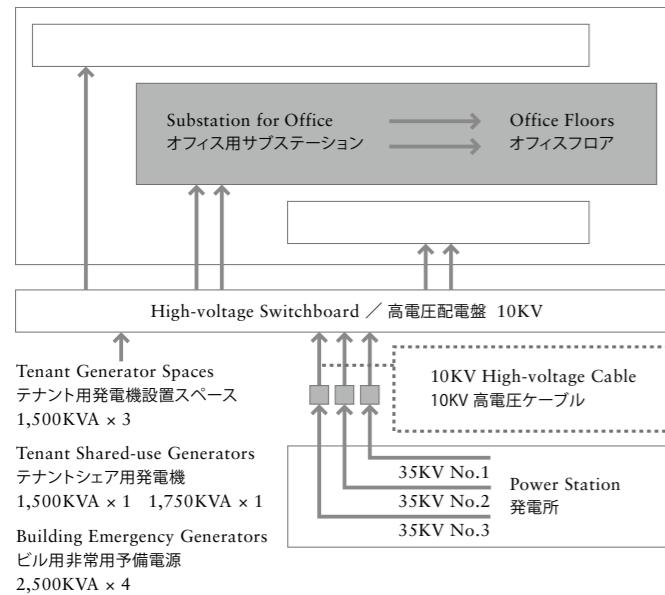 Substation for Office
オフィス用サブステーション
Office Floors
オフィスフロア
High-voltage Switchboard ／ 高電圧配電盤 10KV
Tenant Generator Spaces
テナント用発電機設置スペース
1,500KVA × 3
Tenant Shared-use Generators
テナントシェア用発電機
1,500KVA × 1 1,750KVA × 1
Building Emergency Generators
ビル用非常用予備電源
2,500KVA × 4
10KV High-voltage Cable
10KV 高電圧ケーブル
35KV No.1
35KV No.2
35KV No.3
Power Station
発電所